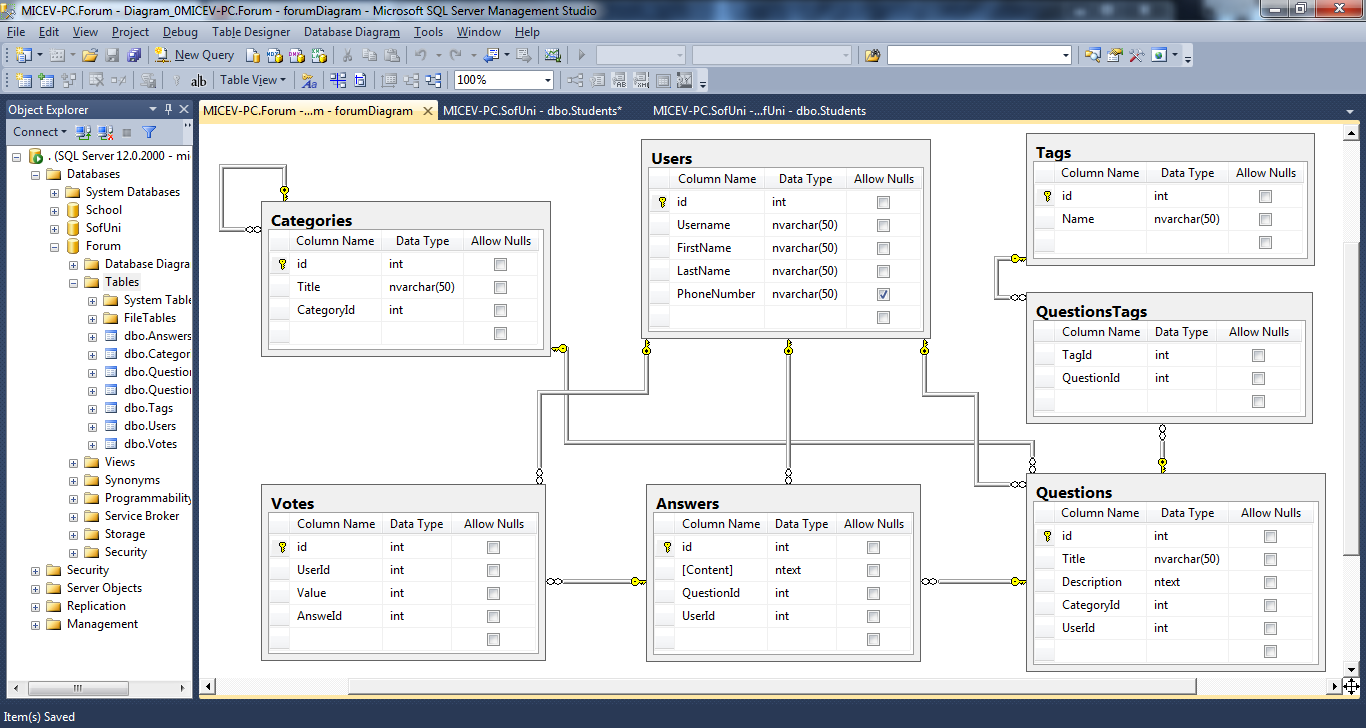 MICEV-PC.Forum - Diagram_0MICEV-PC.Forum - forumDiagram - Microsoft SQL Server Management Studio
File Edit View Project Debug Table Designer Database Diagram Tools Window Help
New Query
ab| Table View 100%
Object Explorer
Connect
. (SQL Server 12.0.2000 - mi
Databases
System Databases
School
SofUni
Forum
Database Diagra
Tables
System Table
FileTables
dbo.Answers
dbo.Categor
dbo.Question
dbo.Question
dbo.Tags
dbo.Users
dbo.Votes
Views
Synonyms
Programmability
Service Broker
Storage
Security
Security
Server Objects
Replication
Management
MICEV-PC.Forum -...m - forumDiagram MICEV-PC.SofUni - dbo.Students* MICEV-PC.SofUni -...fUni - dbo.Students
Categories
Column Name Data Type Allow Nulls
id int
Title nvarchar(50)
CategoryId int
Users
Column Name Data Type Allow Nulls
id int
Username nvarchar(50)
FirstName nvarchar(50)
LastName nvarchar(50)
PhoneNumber nvarchar(50)
Tags
Column Name Data Type Allow Nulls
id int
Name nvarchar(50)
QuestionsTags
Column Name Data Type Allow Nulls
TagId int
QuestionId int
Votes
Column Name Data Type Allow Nulls
id int
UserId int
Value int
AnsweId int
Answers
Column Name Data Type Allow Nulls
id int
[Content] ntext
QuestionId int
UserId int
Questions
Column Name Data Type Allow Nulls
id int
Title nvarchar(50)
Description ntext
CategoryId int
UserId int
Item(s) Saved